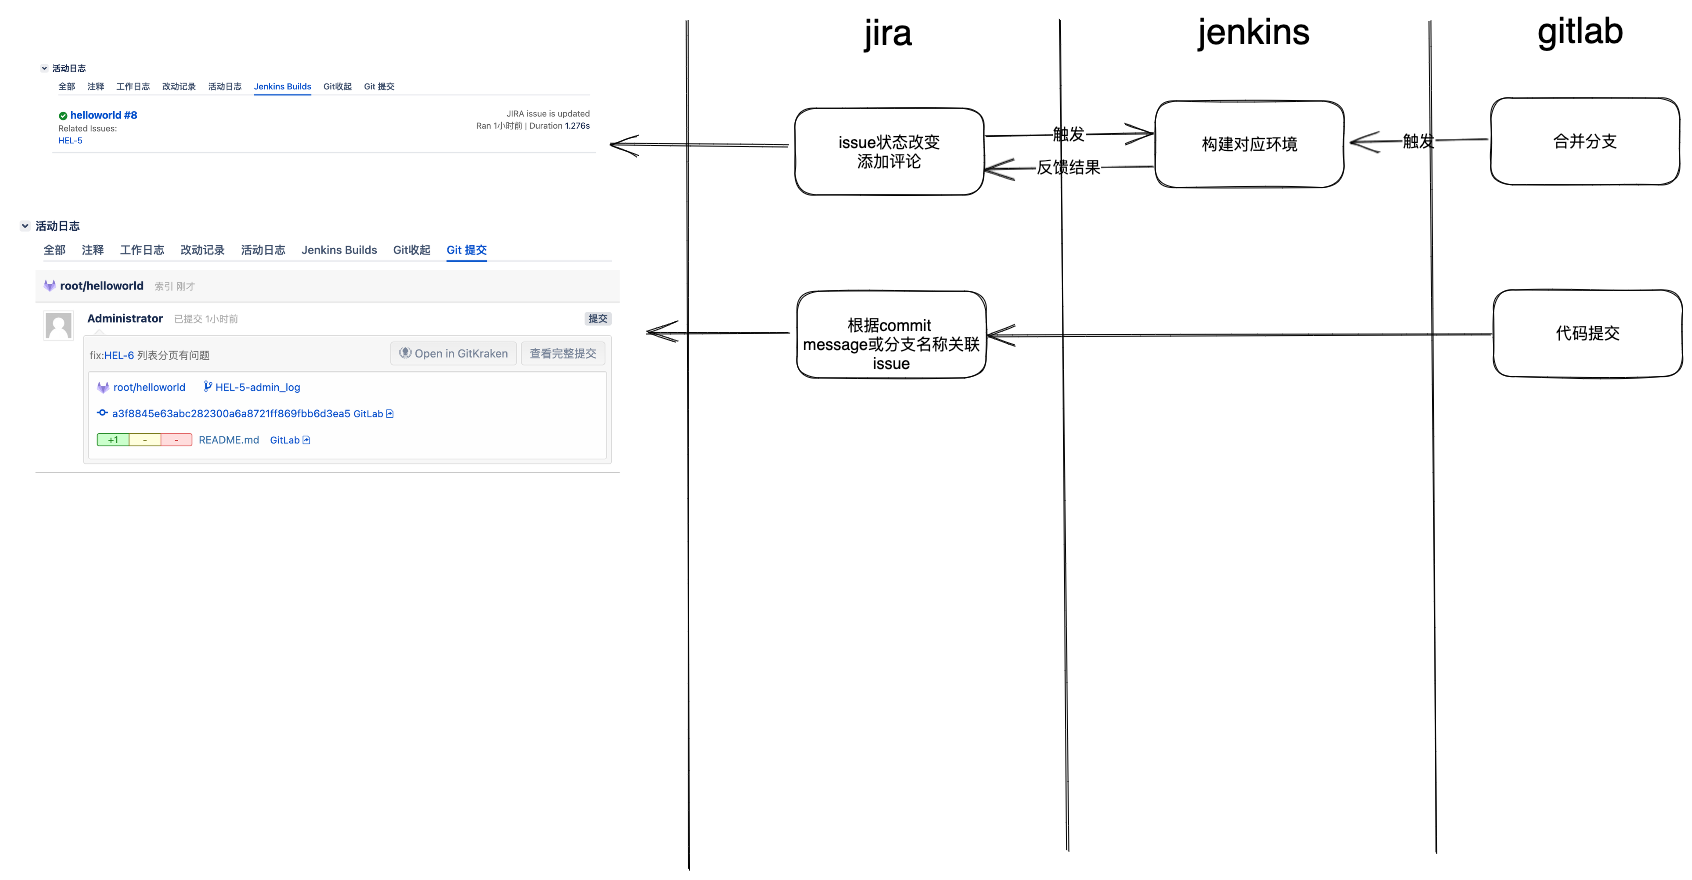 jira
jenkins
gitlab
活动日志
全部 注释 工作日志 改动记录 活动日志 Jenkins Builds Git收起 Git 提交
helloworld #8
JIRA issue is updated
Related Issues:
Ran 1小时前 | Duration 1.276s
HEL-5
issue状态改变
添加评论
触发
反馈结果
构建对应环境
触发
合并分支
活动日志
全部 注释 工作日志 改动记录 活动日志 Jenkins Builds Git收起 Git 提交
root/helloworld 索引 刚才
Administrator 已提交 1小时前
提交
fix:HEL-6 列表分页有问题
Open in GitKraken
查看完整提交
root/helloworld HEL-5-admin_log
a3f8845e63abc282300a6a8721ff869fbb6d3ea5 GitLab
+1 - - README.md GitLab
根据commit
message或分支名称关联
issue
代码提交